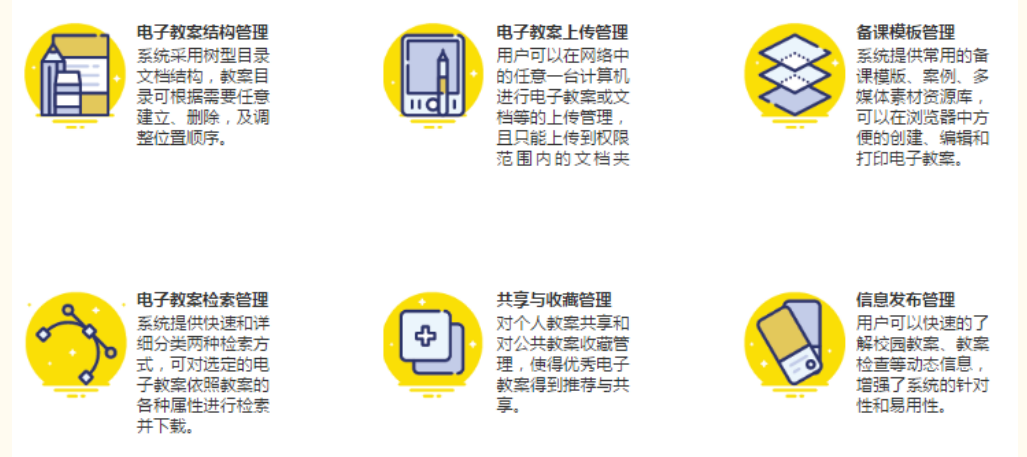 电子教案结构管理
系统采用树型目录
文档结构，教案目
录可根据需要任意
建立、删除，及调
整位置顺序。
电子教案上传管理
用户可以在网络中
的任意一台计算机
进行电子教案或文
档等的上传管理，
且只能上传到权限
范围内的文档夹
备课模板管理
系统提供常用的备
课模版、案例、多
媒体素材资源库，
可以在浏览器中方
便的创建、编辑和
打印电子教案。
电子教案检索管理
系统提供快速和详
细分类两种检索方
式，可对选定的电
子教案依照教案的
各种属性进行检索
并下载。
共享与收藏管理
对个人教案共享和
对公共教案收藏管
理，使得优秀电子
教案得到推荐与共
享。
信息发布管理
用户可以快速的了
解校园教案、教案
检查等动态信息，
增强了系统的针对
性和易用性。